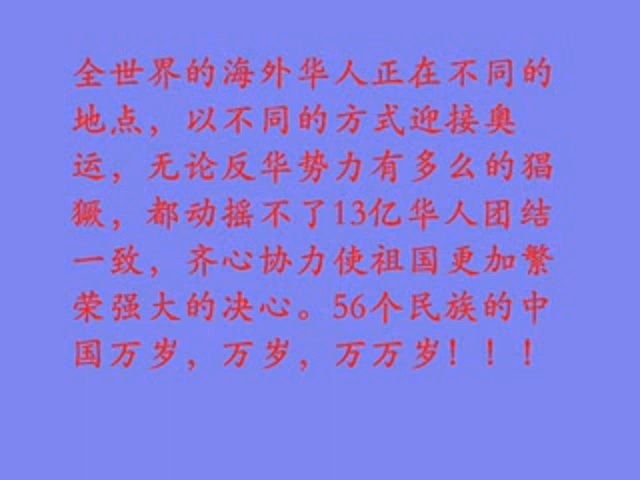 全世界的海外华人正在不同的
地点，以不同的方式迎接奥
运，无论反华势力有多么的猖
獗，都动摇不了13亿华人团结
一致，齐心协力使祖国更加繁
荣强大的决心。56个民族的中
国万岁，万岁，万万岁！！！